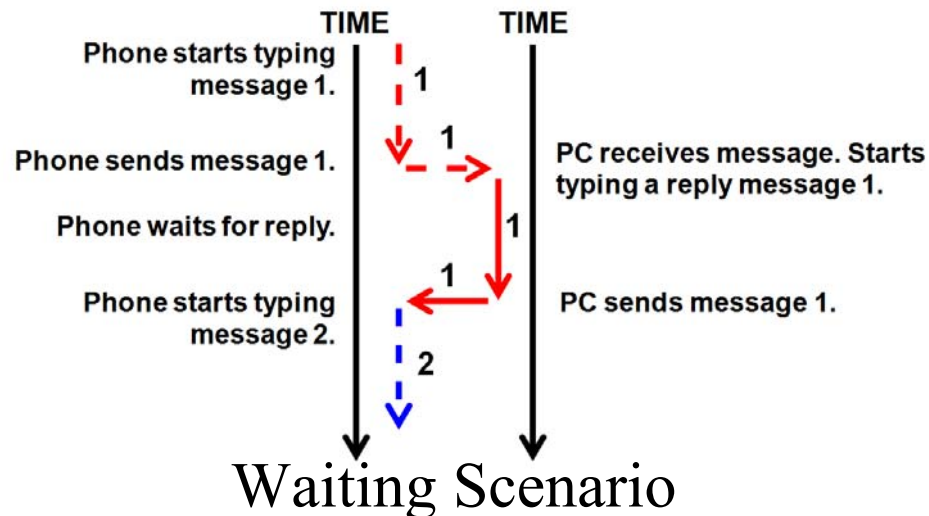 TIME TIME
Phone starts typing
message 1.
1
1
Phone sends message 1.
PC receives message. Starts
typing a reply message 1.
Phone waits for reply.
1
1
Phone starts typing
message 2.
PC sends message 1.
2
Waiting Scenario